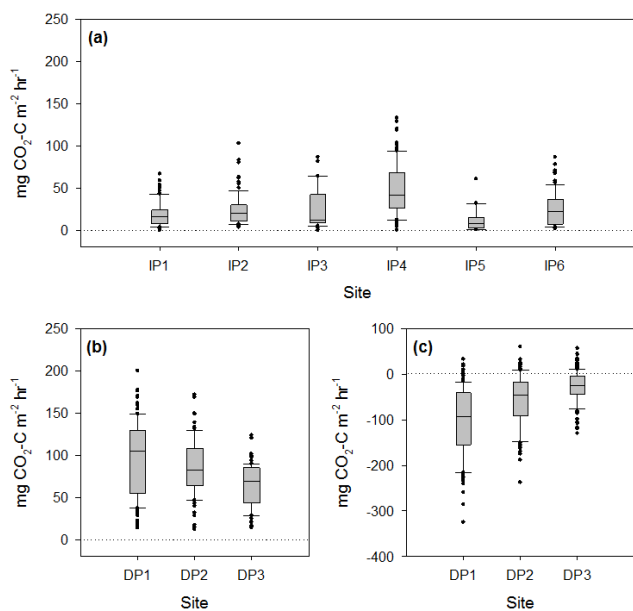 (a)
mg CO₂-C m⁻² hr⁻¹
250
200
150
100
50
0
IP1 IP2 IP3 IP4 IP5 IP6
Site
(b)
mg CO₂-C m⁻² hr⁻¹
250
200
150
100
50
0
DP1 DP2 DP3
Site
(c)
mg CO₂-C m⁻² hr⁻¹
100
0
-100
-200
-300
-400
DP1 DP2 DP3
Site